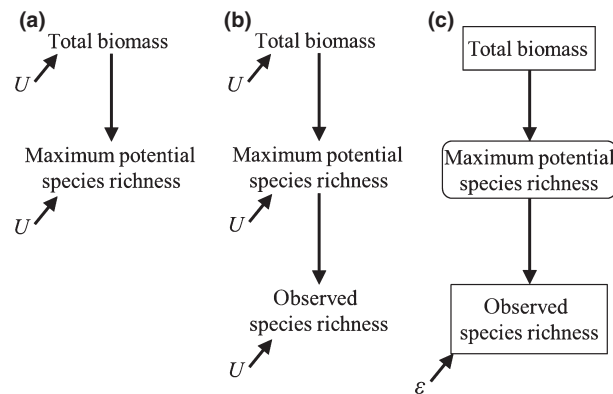 (a)
Total biomass
U
Maximum potential
species richness
U
(b)
Total biomass
U
Maximum potential
species richness
U
Observed
species richness
U
(c)
Total biomass
Maximum potential
species richness
Observed
species richness
ε